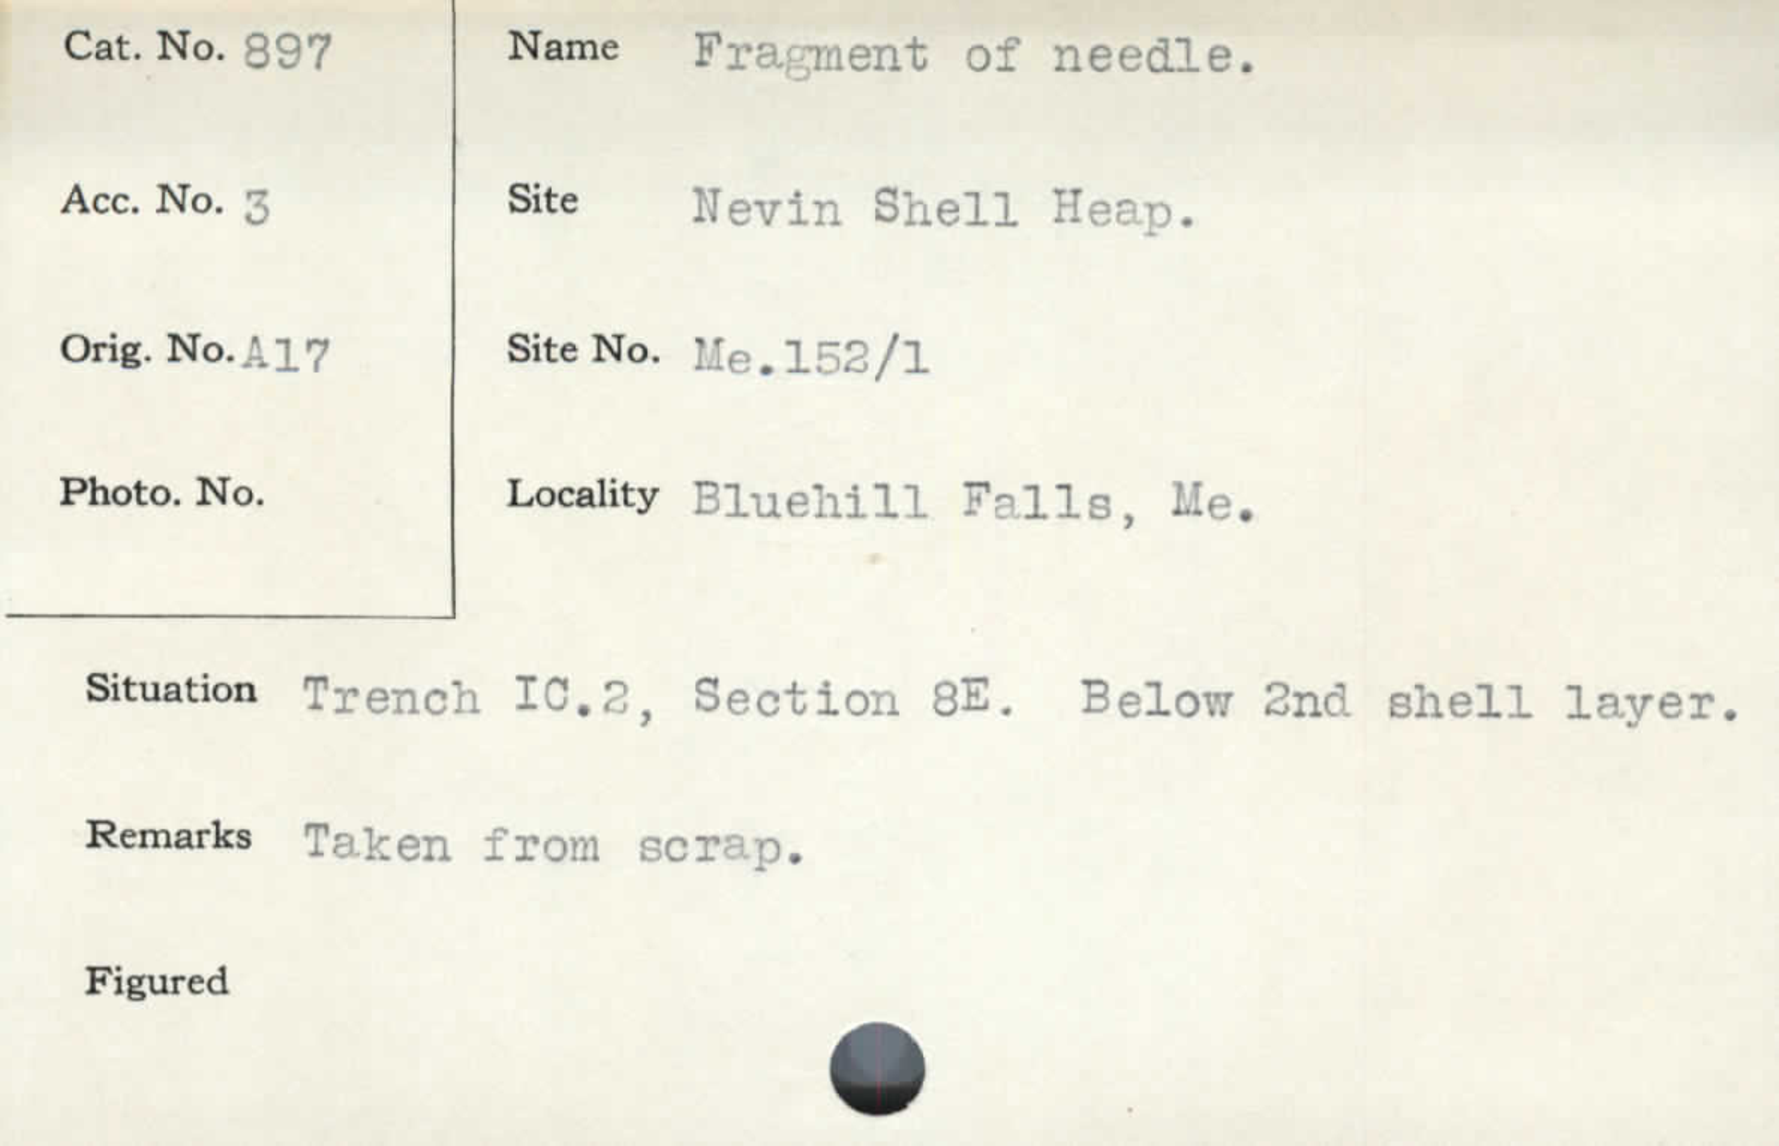 Cat. No. 897
Name Fragment of needle.
Acc. No. 3
Site Nevin Shell Heap.
Orig. No. A17
Site No. Me.152/1
Photo. No.
Locality Bluehill Falls, Me.
Situation Trench IC.2, Section 8E. Below 2nd shell layer.
Remarks Taken from scrap.
Figured